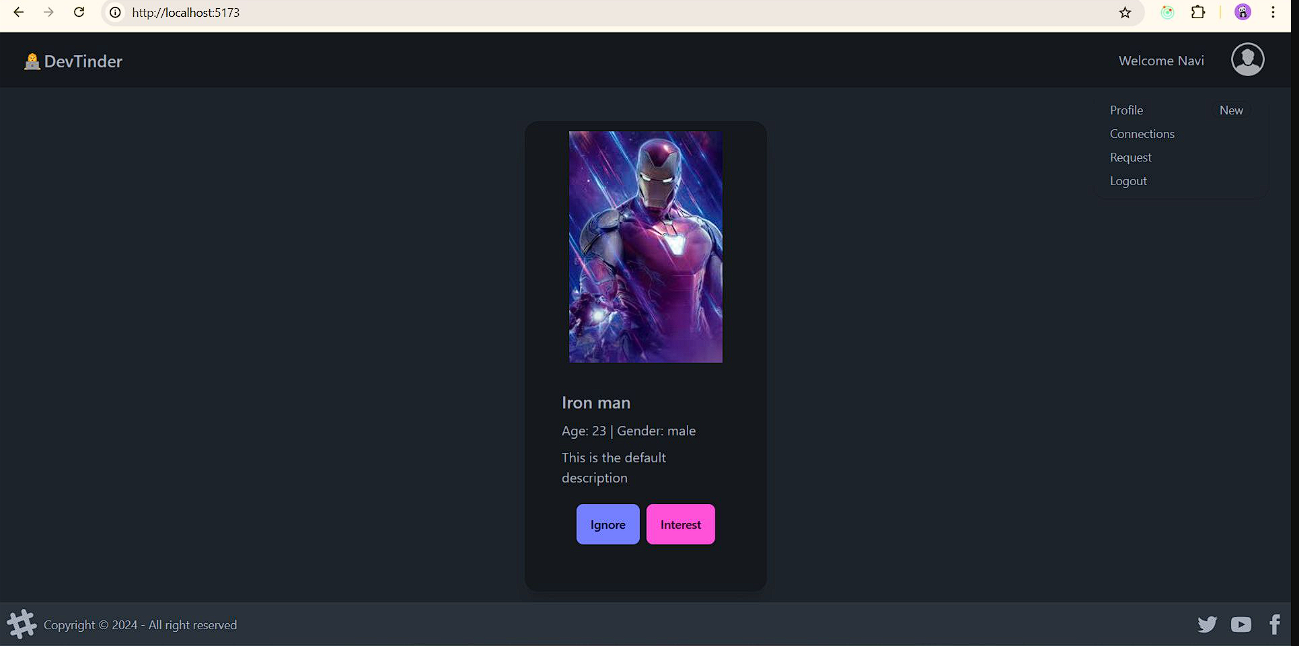 http://localhost:5173
DevTinder
Welcome Navi
Profile New
Connections
Request
Logout
Iron man
Age: 23 | Gender: male
This is the default
description
Ignore Interest
Copyright © 2024 - All right reserved